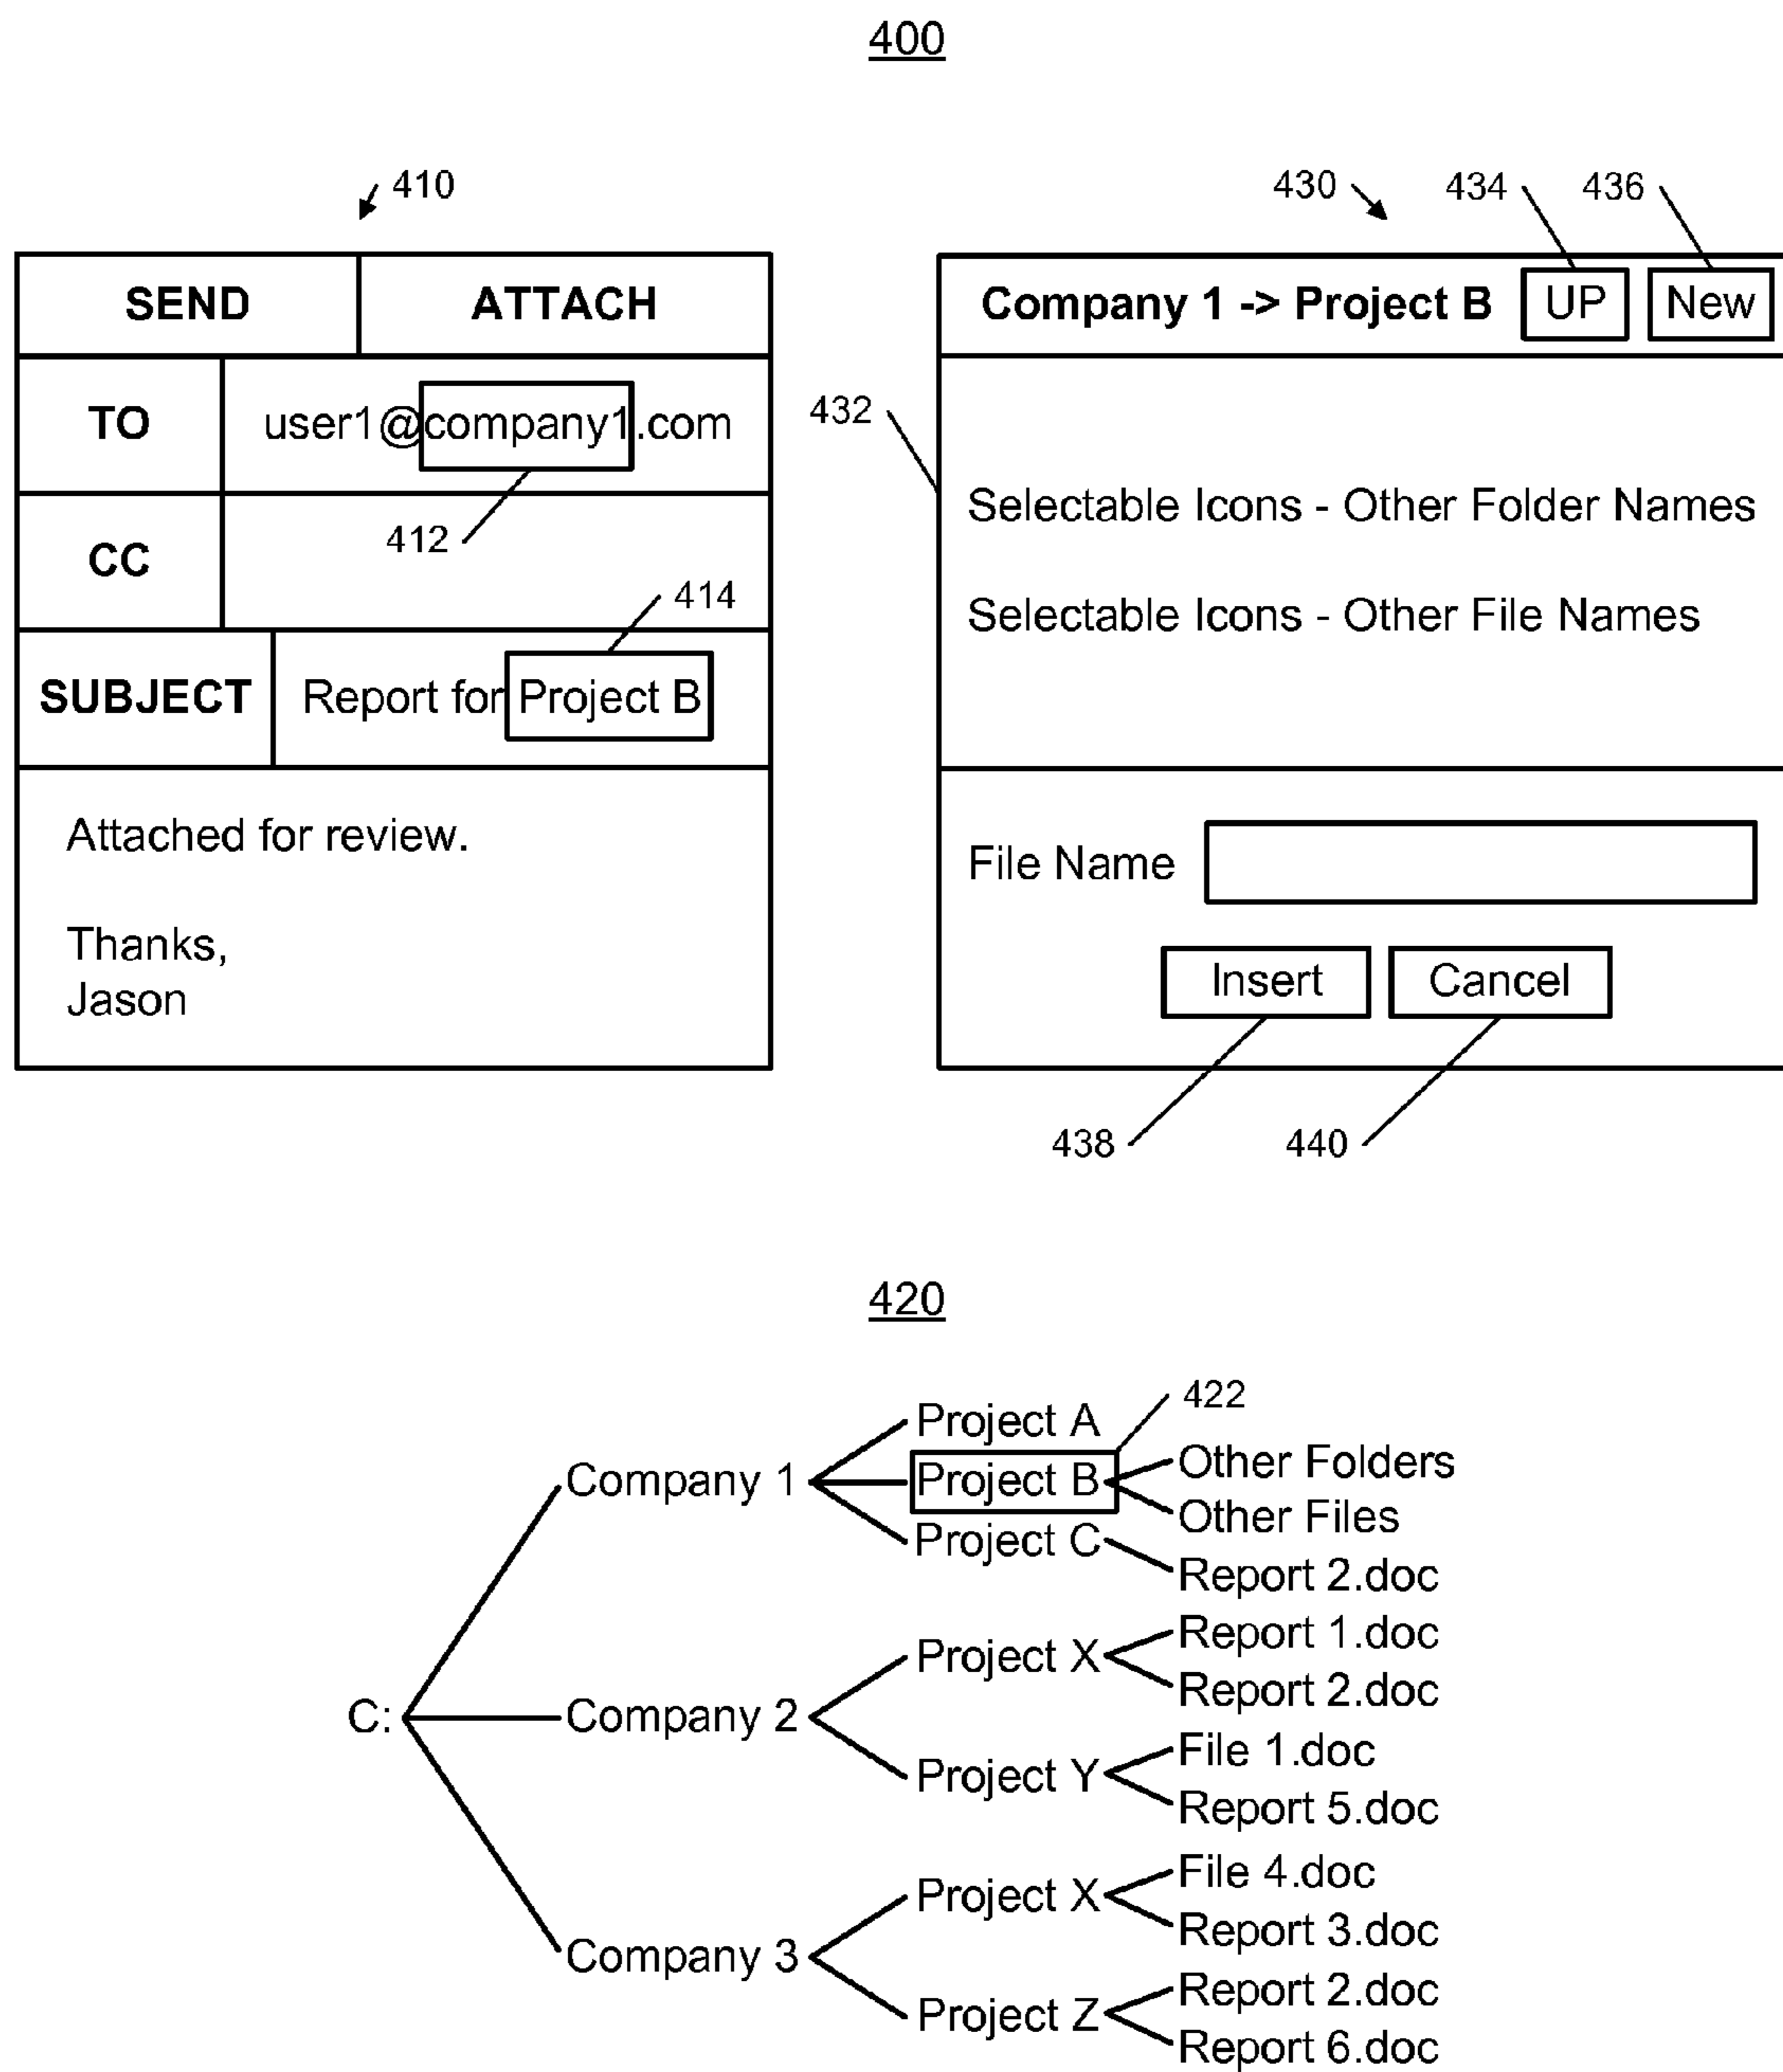 400
410
SEND ATTACH
TO user1@company1.com
412
CC
414
SUBJECT Report for Project B
Attached for review.
Thanks,
Jason
430 434 436
Company 1 -> Project B UP New
432
Selectable Icons - Other Folder Names
Selectable Icons - Other File Names
File Name
Insert Cancel
438 440
420
422
Project A
Other Folders
Company 1 Project B
Other Files
Project C
Report 2.doc
Report 1.doc
Project X
Report 2.doc
C: Company 2
File 1.doc
Project Y
Report 5.doc
File 4.doc
Project X
Report 3.doc
Company 3
Report 2.doc
Project Z
Report 6.doc